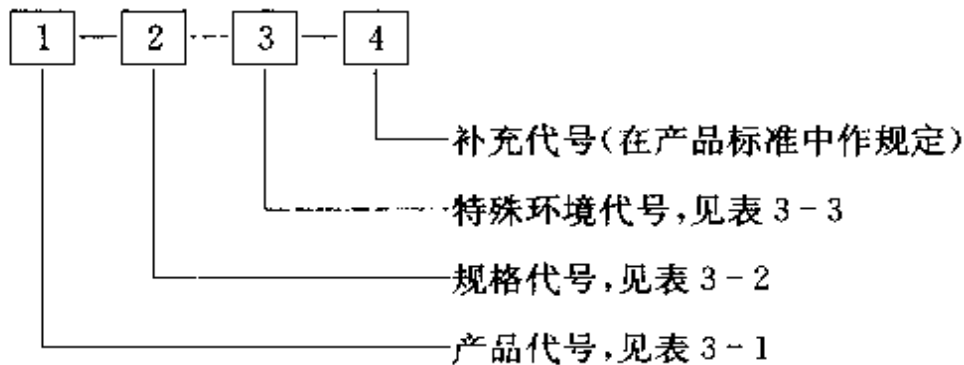 1—2---3—4
补充代号(在产品标准中作规定)
特殊环境代号,见表 3-3
规格代号,见表 3-2
产品代号,见表 3-1